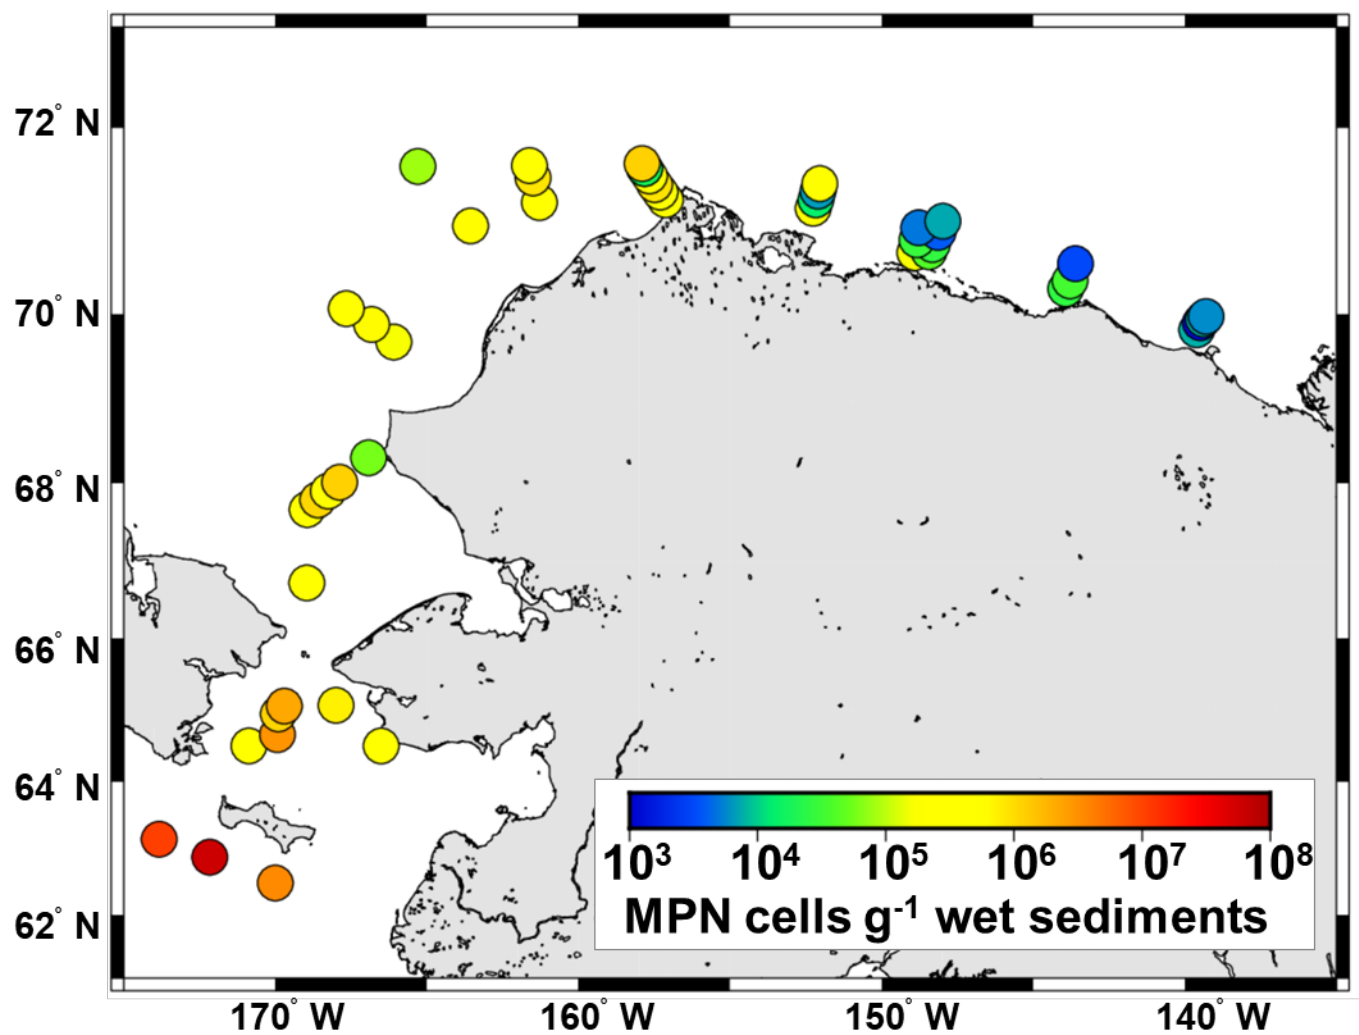 72° N
70° N
68° N
66° N
64° N
62° N
10³ 10⁴ 10⁵ 10⁶ 10⁷ 10⁸
MPN cells g⁻¹ wet sediments
170° W 160° W 150° W 140° W